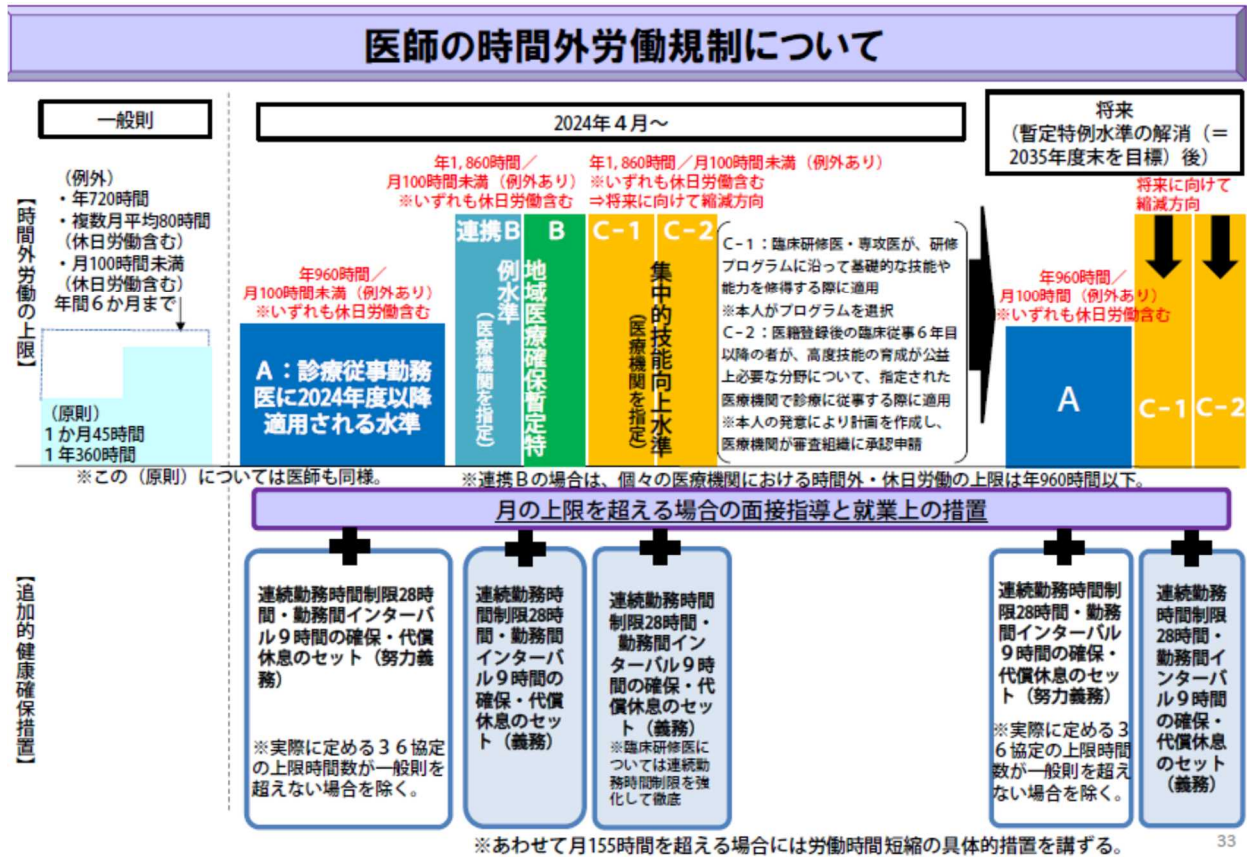 医師の時間外労働規制について
一般則
2024年４月～
将来
（暫定特例水準の解消（＝
2035年度末を目標）後）
【時間外労働の上限】
（例外）
・年720時間
・複数月平均80時間
（休日労働含む）
・月100時間未満
（休日労働含む）
年間６か月まで
（原則）
１か月45時間
１年360時間
※この（原則）については医師も同様。
年960時間／
月100時間未満（例外あり）
※いずれも休日労働含む
Ａ：診療従事勤務
医に2024年度以降
適用される水準
年1,860時間／
月100時間未満（例外あり）
※いずれも休日労働含む
連携Ｂ
Ｂ
地域医療確保暫定特
例水準
（医療機関を指定）
年1,860時間／月100時間未満（例外あり）
※いずれも休日労働含む
⇒将来に向けて縮減方向
Ｃ－１
Ｃ－２
集中的技能向上水準
（医療機関を指定）
Ｃ－１：臨床研修医・専攻医が、研修
プログラムに沿って基礎的な技能や
能力を修得する際に適用
※本人がプログラムを選択
Ｃ－２：医籍登録後の臨床従事６年目
以降の者が、高度技能の育成が公益
上必要な分野について、指定された
医療機関で診療に従事する際に適用
※本人の発意により計画を作成し、
医療機関が審査組織に承認申請
将来に向けて
縮減方向
年960時間／
月100時間（例外あり）
※いずれも休日労働含む
Ａ
Ｃ－１
Ｃ－２
※連携Ｂの場合は、個々の医療機関における時間外・休日労働の上限は年960時間以下。
月の上限を超える場合の面接指導と就業上の措置
【追加的健康確保措置】
連続勤務時間制限28時
間・勤務間インターバ
ル９時間の確保・代償
休息のセット（努力義
務）
※実際に定める３６協定
の上限時間数が一般則を
超えない場合を除く。
連続勤務時
間制限28時
間・勤務間
インターバ
ル９時間の
確保・代償
休息のセッ
ト（義務）
連続勤務時間
制限28時間・
勤務間イン
ターバル９時
間の確保・代
償休息のセッ
ト（義務）
※臨床研修医に
ついては連続勤
務時間制限を強
化して徹底
連続勤務時間制
限28時間・勤務
間インターバル
９時間の確保・
代償休息のセッ
ト（努力義務）
※実際に定める３
６協定の上限時間
数が一般則を超え
ない場合を除く。
連続勤務時
間制限
28時間・
勤務間イン
ターバル９時間
の確保・
代償休息
のセット
（義務）
※あわせて月155時間を超える場合には労働時間短縮の具体的措置を講ずる。
33